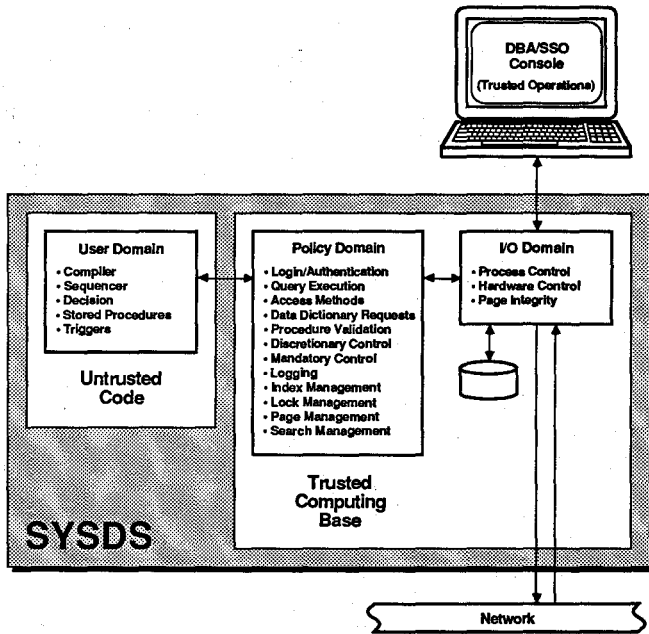 DBA/SSO
Console
(Trusted Operations)
User Domain
• Compiler
• Sequencer
• Decision
• Stored Procedures
• Triggers
Untrusted
Code
Policy Domain
• Login/Authentication
• Query Execution
• Access Methods
• Data Dictionary Requests
• Procedure Validation
• Discretionary Control
• Mandatory Control
• Logging
• Index Management
• Lock Management
• Page Management
• Search Management
Trusted
Computing
Base
I/O Domain
• Process Control
• Hardware Control
• Page Integrity
SYSDS
Network